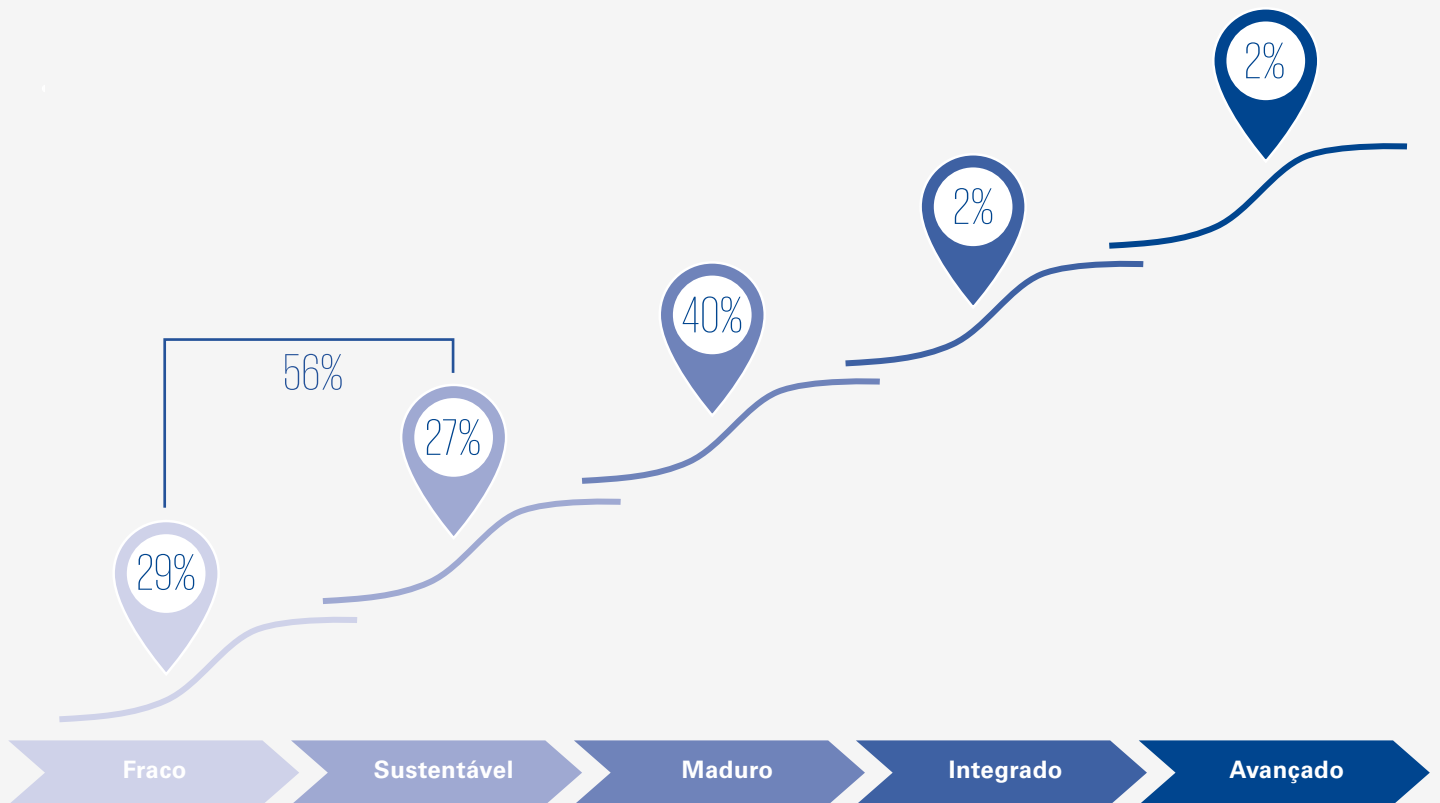 2%
2%
40%
56%
27%
29%
Fraco
Sustentável
Maduro
Integrado
Avançado